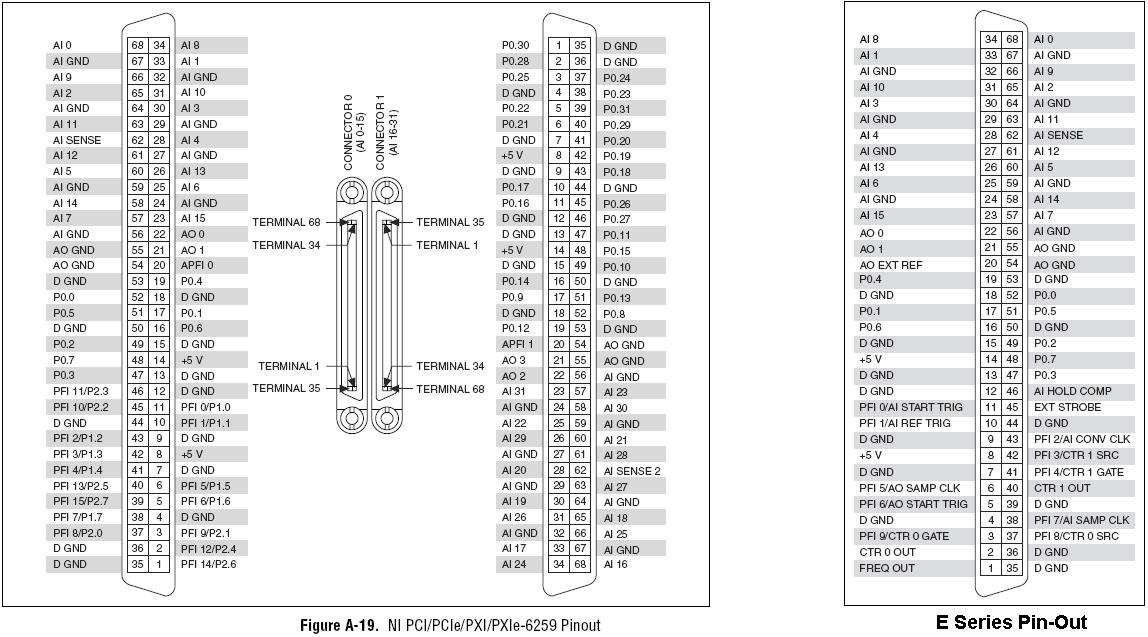 AI 0 68 34 AI 8
AI GND 67 33 AI 1
AI 9 66 32 AI GND
AI 2 65 31 AI 10
AI GND 64 30 AI 3
AI 11 63 29 AI GND
AI SENSE 62 28 AI 4
AI 12 61 27 AI GND
AI 5 60 26 AI 13
AI GND 59 25 AI 6
AI 14 58 24 AI GND
AI 7 57 23 AI 15
AI GND 56 22 AO 0
AO GND 55 21 AO 1
AO GND 54 20 APFI 0
D GND 53 19 P0.4
P0.0 52 18 D GND
P0.5 51 17 P0.1
D GND 50 16 P0.6
P0.2 49 15 D GND
P0.7 48 14 +5 V
P0.3 47 13 D GND
PFI 11/P2.3 46 12 D GND
PFI 10/P2.2 45 11 PFI 0/P1.0
D GND 44 10 PFI 1/P1.1
PFI 2/P1.2 43 9 D GND
PFI 3/P1.3 42 8 +5 V
PFI 4/P1.4 41 7 D GND
PFI 13/P2.5 40 6 PFI 5/P1.5
PFI 15/P2.7 39 5 PFI 6/P1.6
PFI 7/P1.7 38 4 D GND
PFI 8/P2.0 37 3 PFI 9/P2.1
D GND 36 2 PFI 12/P2.4
D GND 35 1 PFI 14/P2.6
CONNECTOR 0
(AI 0-15)
CONNECTOR 1
(AI 16-31)
TERMINAL 68
TERMINAL 35
TERMINAL 34
TERMINAL 1
TERMINAL 1
TERMINAL 34
TERMINAL 35
TERMINAL 68
P0.30 1 35 D GND
P0.28 2 36 D GND
P0.25 3 37 P0.24
D GND 4 38 P0.23
P0.22 5 39 P0.31
P0.21 6 40 P0.29
D GND 7 41 P0.20
+5 V 8 42 P0.19
D GND 9 43 P0.18
P0.17 10 44 D GND
P0.16 11 45 P0.26
D GND 12 46 P0.27
D GND 13 47 P0.11
+5 V 14 48 P0.15
D GND 15 49 P0.10
P0.14 16 50 D GND
P0.9 17 51 P0.13
D GND 18 52 P0.8
P0.12 19 53 D GND
APFI 1 20 54 AO GND
AO 3 21 55 AO GND
AO 2 22 56 AI GND
AI 31 23 57 AI 23
AI GND 24 58 AI 30
AI 22 25 59 AI GND
AI 29 26 60 AI 21
AI GND 27 61 AI 28
AI 20 28 62 AI SENSE 2
AI GND 29 63 AI 27
AI 19 30 64 AI GND
AI 26 31 65 AI 18
AI GND 32 66 AI 25
AI 17 33 67 AI GND
AI 24 34 68 AI 16
Figure A-19. NI PCI/PCIe/PXI/PXIe-6259 Pinout
AI 8 34 68 AI 0
AI 1 33 67 AI GND
AI GND 32 66 AI 9
AI 10 31 65 AI 2
AI 3 30 64 AI GND
AI GND 29 63 AI 11
AI 4 28 62 AI SENSE
AI GND 27 61 AI 12
AI 13 26 60 AI 5
AI 6 25 59 AI GND
AI GND 24 58 AI 14
AI 15 23 57 AI 7
AO 0 22 56 AI GND
AO 1 21 55 AO GND
AO EXT REF 20 54 AO GND
P0.4 19 53 D GND
D GND 18 52 P0.0
P0.1 17 51 P0.5
P0.6 16 50 D GND
D GND 15 49 P0.2
+5 V 14 48 P0.7
D GND 13 47 P0.3
D GND 12 46 AI HOLD COMP
PFI 0/AI START TRIG 11 45 EXT STROBE
PFI 1/AI REF TRIG 10 44 D GND
D GND 9 43 PFI 2/AI CONV CLK
+5 V 8 42 PFI 3/CTR 1 SRC
D GND 7 41 PFI 4/CTR 1 GATE
PFI 5/AO SAMP CLK 6 40 CTR 1 OUT
PFI 6/AO START TRIG 5 39 D GND
D GND 4 38 PFI 7/AI SAMP CLK
PFI 9/CTR 0 GATE 3 37 PFI 8/CTR 0 SRC
CTR 0 OUT 2 36 D GND
FREQ OUT 1 35 D GND
E Series Pin-Out